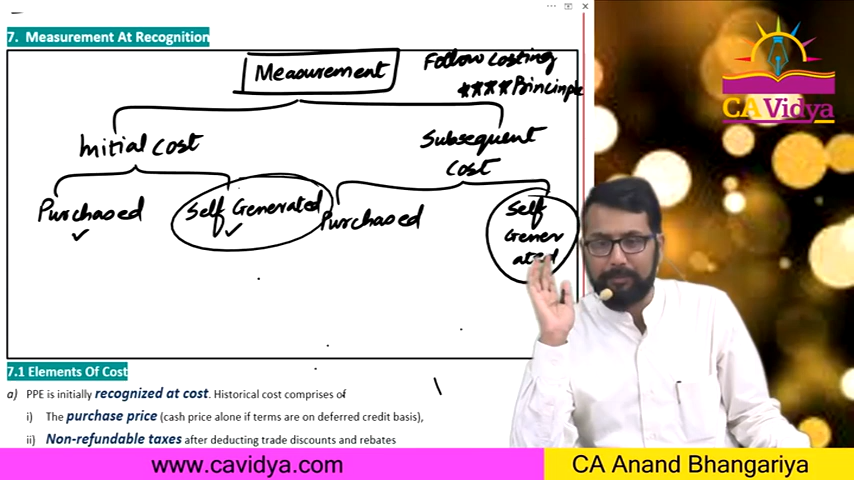 7. Measurement At Recognition
Measurement
Follow Costing
**** Principle
Initial Cost
Subsequent
Cost
Purchased
Self Generated
Purchased
Self
Gener
ated
7.1 Elements Of Cost
a) PPE is initially recognized at cost. Historical cost comprises of
i) The purchase price (cash price alone if terms are on deferred credit basis),
ii) Non-refundable taxes after deducting trade discounts and rebates
CA Vidya
www.cavidya.com
CA Anand Bhangariya